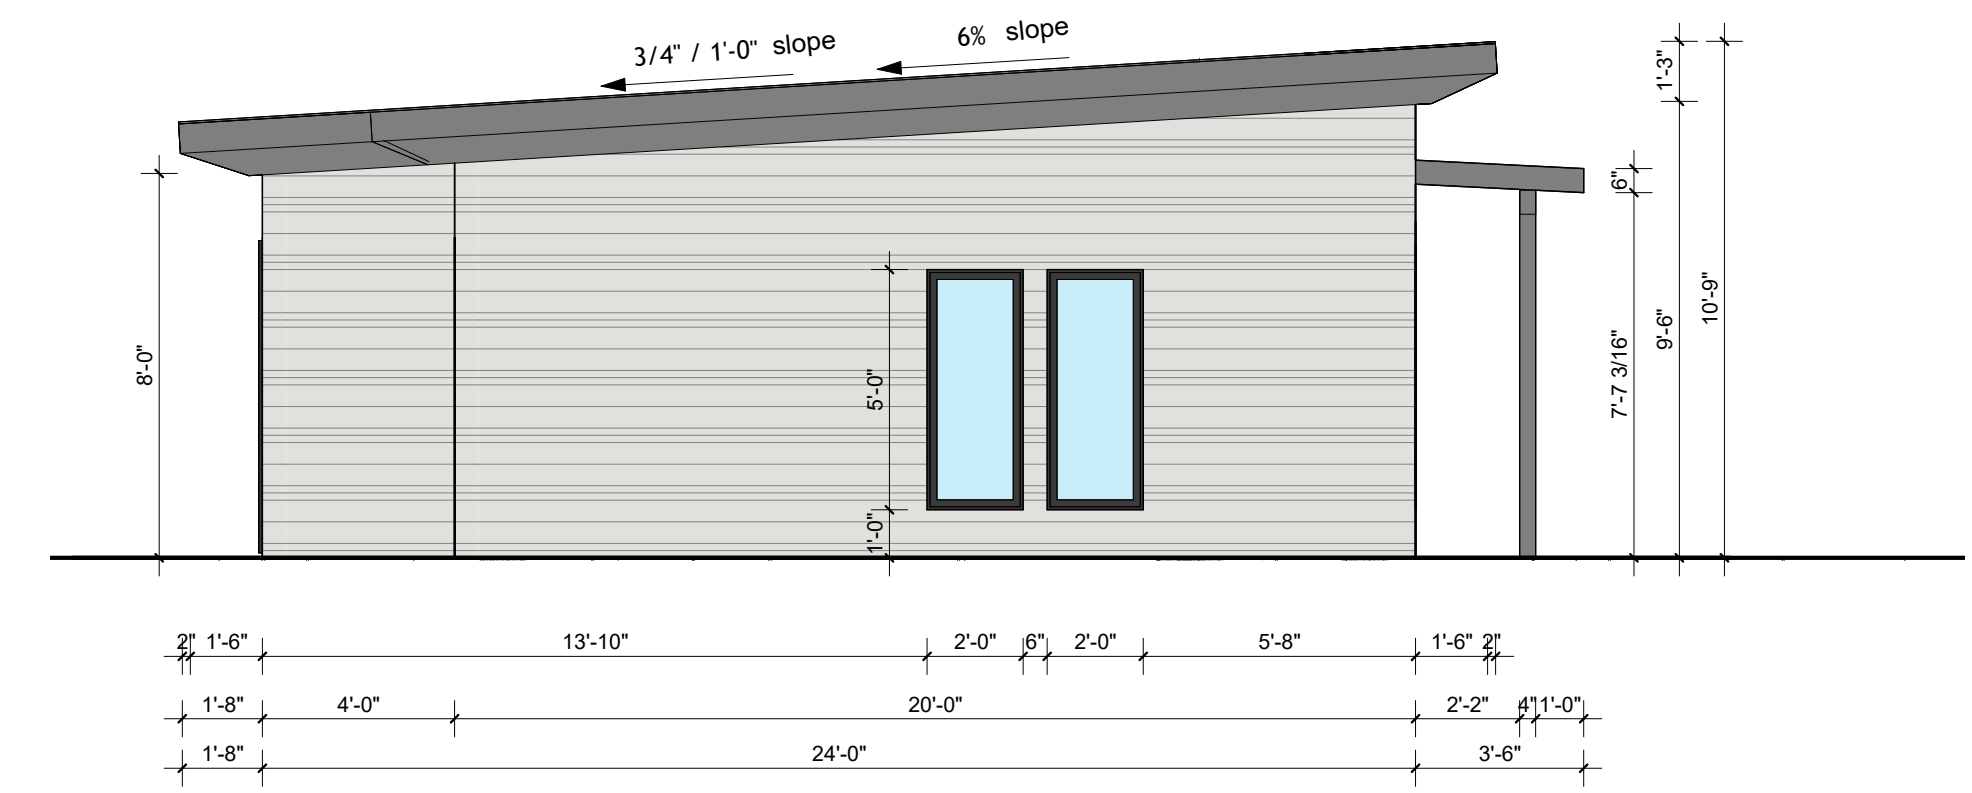 3/4" / 1'-0" slope
6% slope
1'-3"
6"
8'-0"
5'-0"
1'-0"
7'-7 3/16"
9'-6"
10'-9"
2" 1'-6" 13'-10" 2'-0" 6" 2'-0" 5'-8" 1'-6" 2"
1'-8" 4'-0" 20'-0" 2'-2" 4" 1'-0"
1'-8" 24'-0" 3'-6"